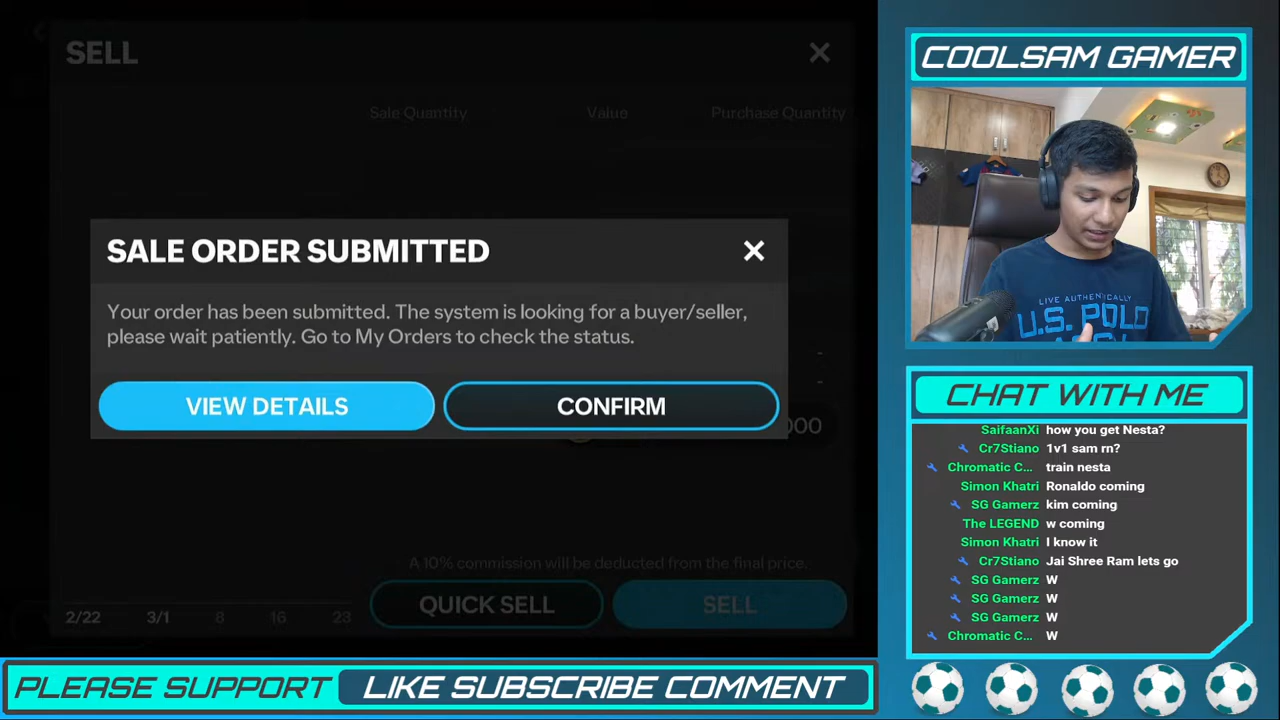 SELL
Sale Quantity Value Purchase Quantity
SALE ORDER SUBMITTED
Your order has been submitted. The system is looking for a buyer/seller,
please wait patiently. Go to My Orders to check the status.
VIEW DETAILS CONFIRM
000
A 10% commission will be deducted from the final price.
2/22 3/1 8 16 23
QUICK SELL SELL
PLEASE SUPPORT LIKE SUBSCRIBE COMMENT
COOLSAM GAMER
LIVE AUTHENTICALLY
U.S. POLO
CHAT WITH ME
SaifaanXi how you get Nesta?
Cr7Stiano 1v1 sam rn?
Chromatic C... train nesta
Simon Khatri Ronaldo coming
SG Gamerz kim coming
The LEGEND w coming
Simon Khatri I know it
Cr7Stiano Jai Shree Ram lets go
SG Gamerz W
SG Gamerz W
SG Gamerz W
Chromatic C... W